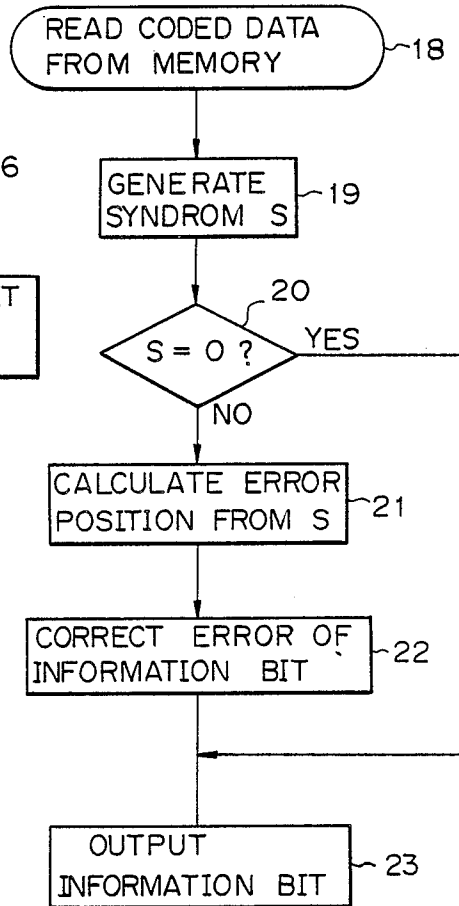 READ CODED DATA
FROM MEMORY
18
6
GENERATE
SYNDROM S
19
T
20
S = 0 ?
YES
NO
CALCULATE ERROR
POSITION FROM S
21
CORRECT ERROR OF
INFORMATION BIT
22
OUTPUT
INFORMATION BIT
23